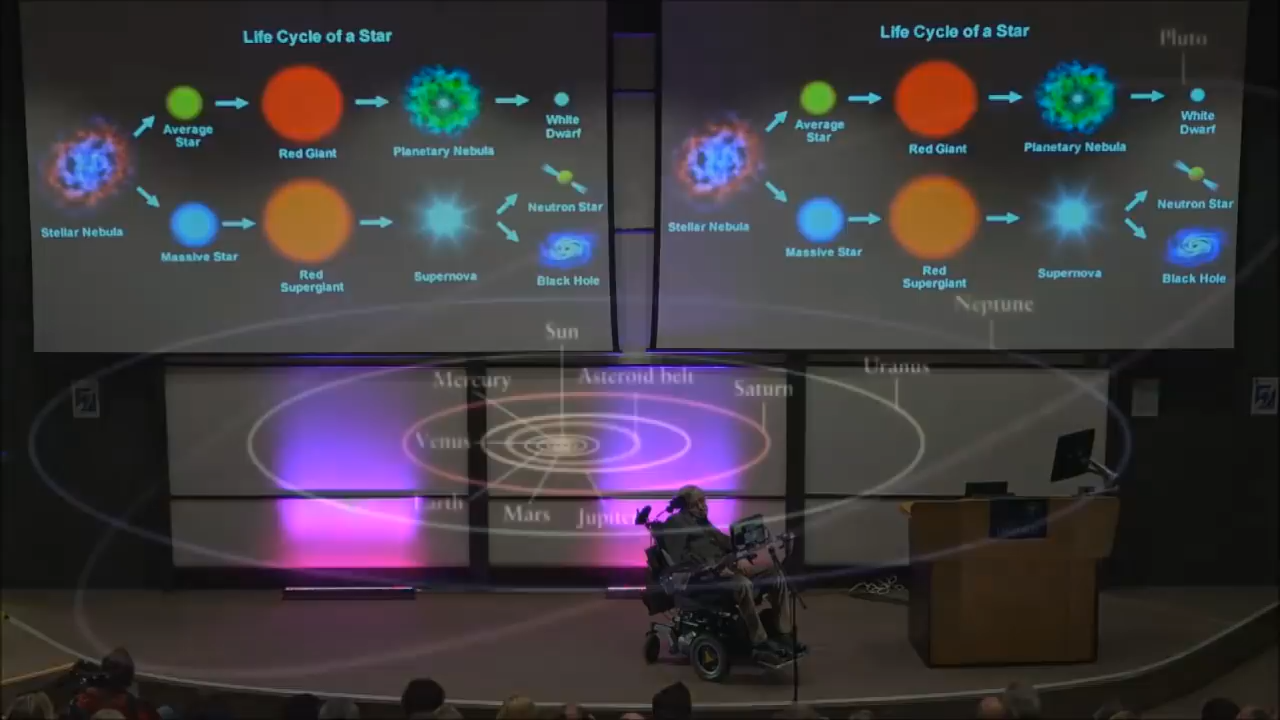 Life Cycle of a Star
Average
Star
Red Giant
Planetary Nebula
White
Dwarf
Stellar Nebula
Massive Star
Red
Supergiant
Supernova
Neutron Star
Black Hole
Life Cycle of a Star
Average
Star
Red Giant
Planetary Nebula
White
Dwarf
Stellar Nebula
Massive Star
Red
Supergiant
Supernova
Neutron Star
Black Hole
Pluto
Neptune
Sun
Uranus
Mercury
Asteroid belt
Saturn
Venus
Earth
Mars
Jupiter